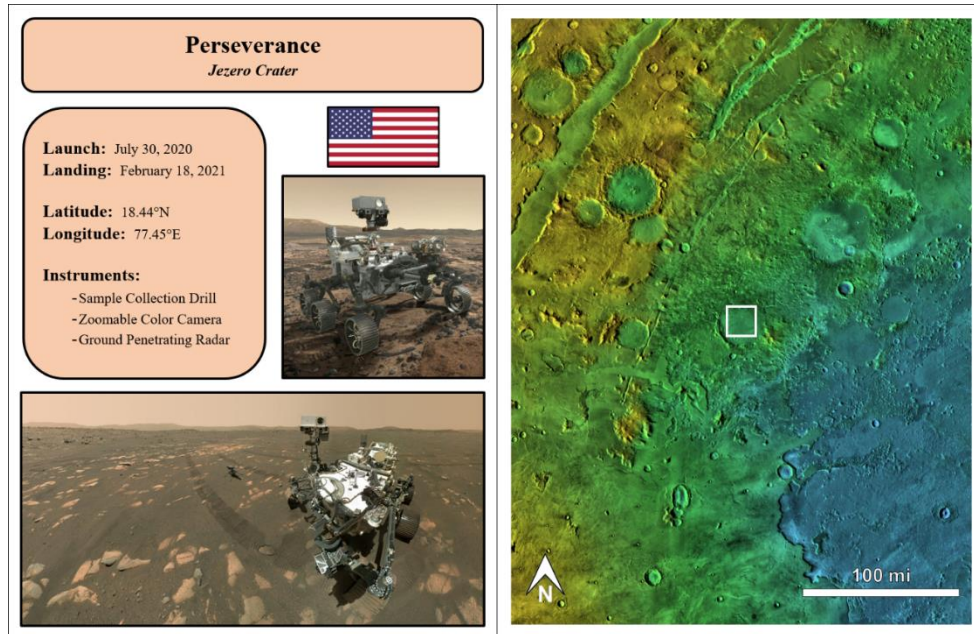 Perseverance
Jezero Crater
Launch: July 30, 2020
Landing: February 18, 2021
Latitude: 18.44°N
Longitude: 77.45°E
Instruments:
-Sample Collection Drill
-Zoomable Color Camera
-Ground Penetrating Radar
N
100 mi